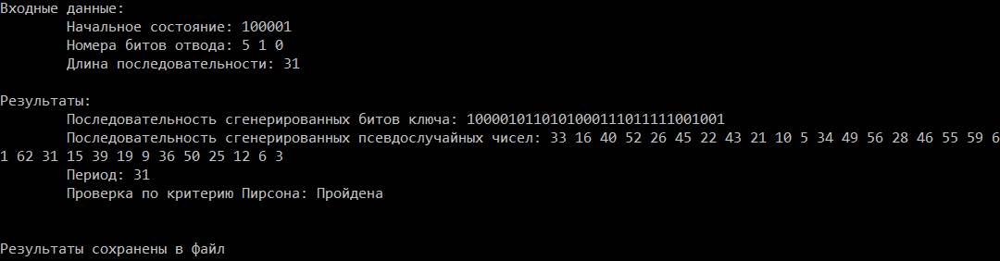 Входные данные:
Начальное состояние: 100001
Номера битов отвода: 5 1 0
Длина последовательности: 31
Результаты:
Последовательность сгенерированных битов ключа: 1000010110101000111011111001001
Последовательность сгенерированных псевдослучайных чисел: 33 16 40 52 26 45 22 43 21 10 5 34 49 56 28 46 55 59 6
1 62 31 15 39 19 9 36 50 25 12 6 3
Период: 31
Проверка по критерию Пирсона: Пройдена
Результаты сохранены в файл